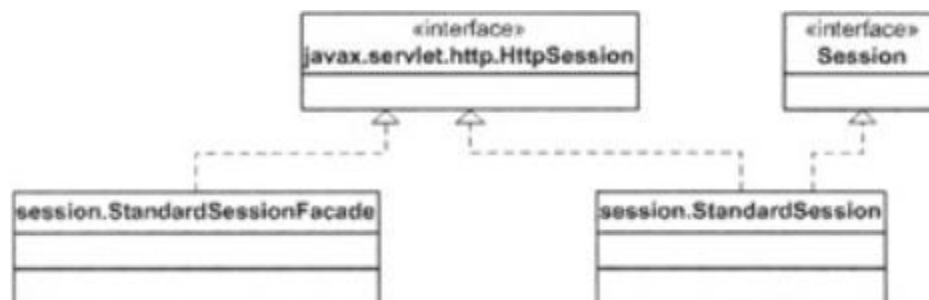 «interface»
javax.servlet.http.HttpSession
«interface»
Session
session.StandardSessionFacade
session.StandardSession